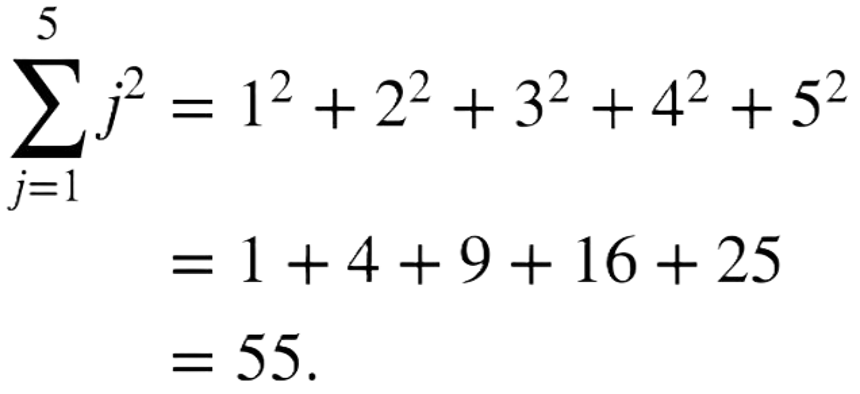 5
∑ j² = 1² + 2² + 3² + 4² + 5²
j=1
= 1 + 4 + 9 + 16 + 25
= 55.